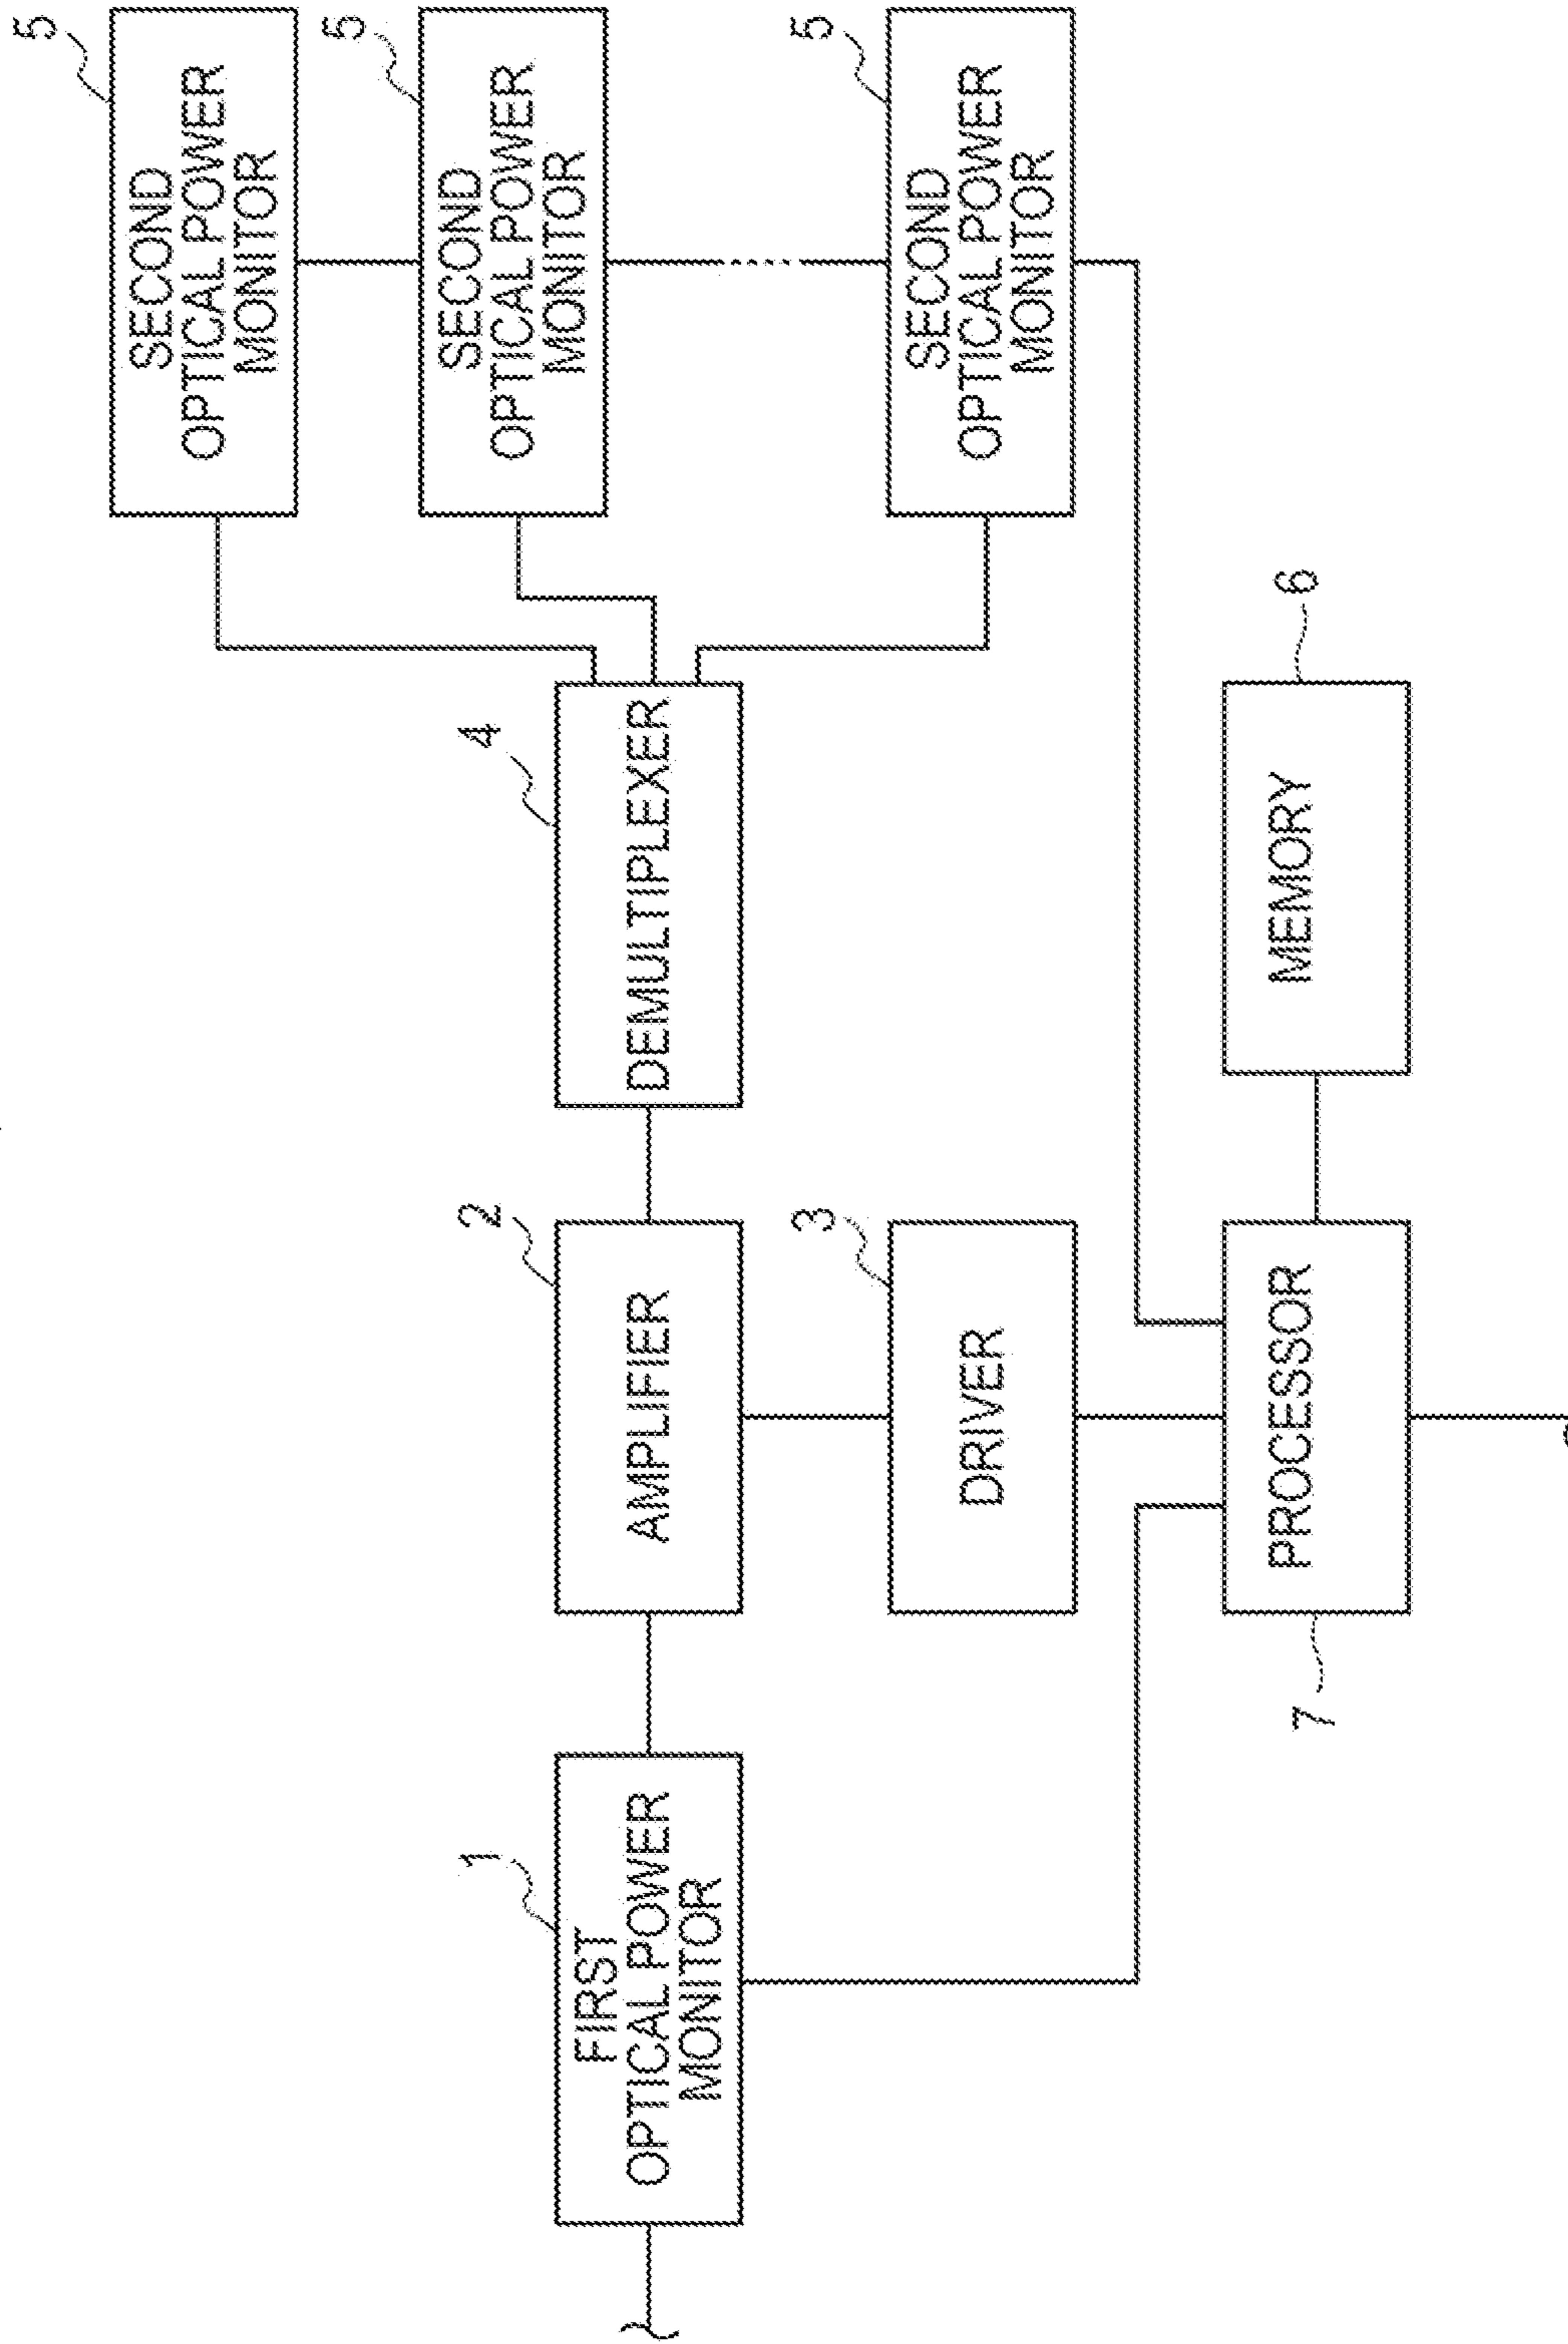 5
SECOND
OPTICAL POWER
MONITOR
5
SECOND
OPTICAL POWER
MONITOR
1
FIRST
OPTICAL POWER
MONITOR
2
AMPLIFIER
4
DEMULTIPLEXER
3
DRIVER
5
SECOND
OPTICAL POWER
MONITOR
7
PROCESSOR
6
MEMORY